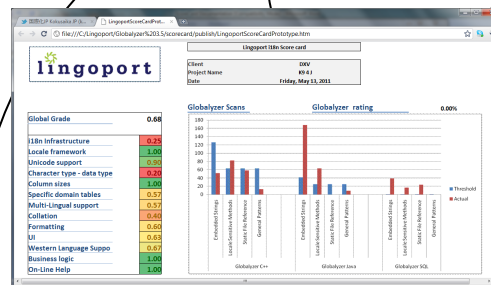 国際化JP Kokusaika JP (k...
LingoportScoreCardProt...
file:///C:/Lingoport/Globalyzer%203.5/scorecard/publish/LingoportScoreCardPrototype.htm
lingoport
Lingoport I18n Score card
Client DXV
Project Name K9 4 J
Date Friday, May 13, 2011
Global Grade 0.68
i18n Infrastructure 0.25
Locale framework 1.00
Unicode support 0.90
Character type - data type 0.20
Column sizes 1.00
Specific domain tables 0.57
Multi-Lingual support 0.57
Collation 0.40
Formatting 0.60
UI 0.63
Western Language Suppo 0.67
Business logic 1.00
On-Line Help 1.00
Globalyzer Scans Globalyzer rating 0.00%
180
160
140
120
100
80
60
40
20
0
Embedded Strings
Locale Sensitive Methods
Static File Reference
General Patterns
Embedded Strings
Locale Sensitive Methods
Static File Reference
General Patterns
Embedded Strings
Locale Sensitive Methods
Static File Reference
General Patterns
Globalyzer C++
Globalyzer Java
Globalyzer SQL
Threshold
Actual